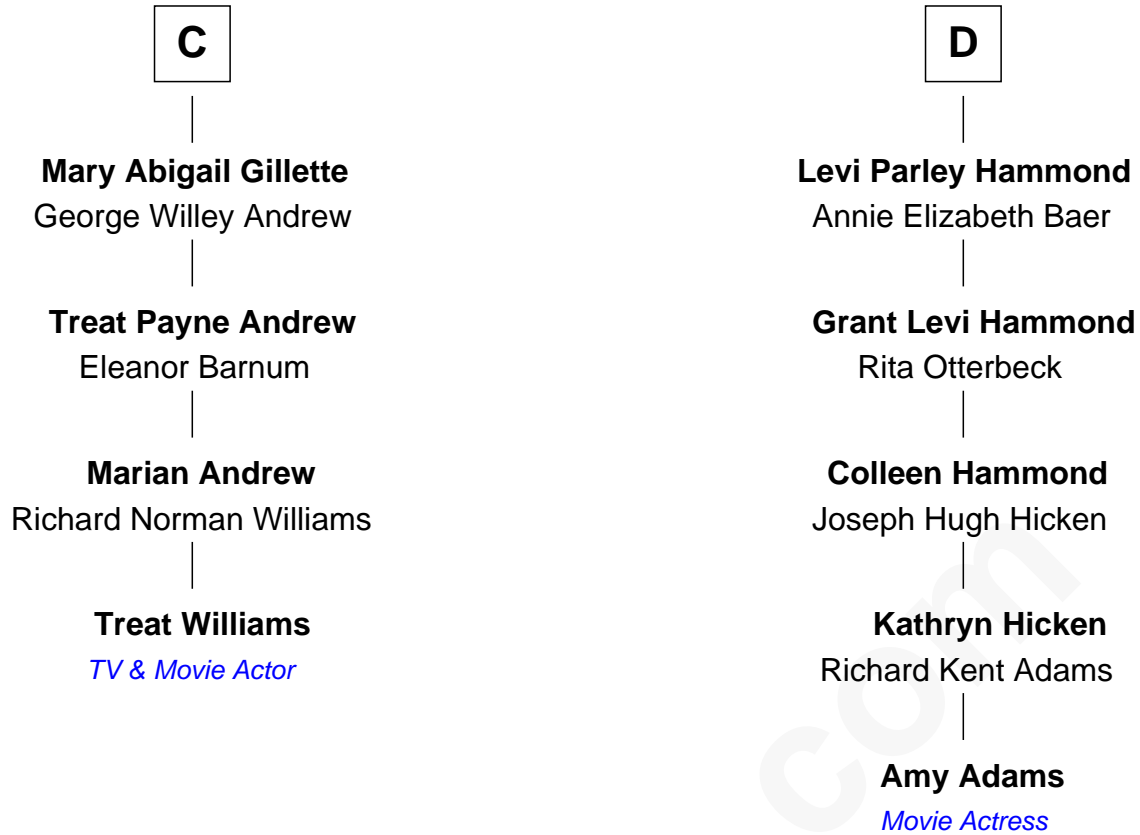 C
Mary Abigail Gillette
George Willey Andrew
Treat Payne Andrew
Eleanor Barnum
Marian Andrew
Richard Norman Williams
Treat Williams
TV & Movie Actor
D
Levi Parley Hammond
Annie Elizabeth Baer
Grant Levi Hammond
Rita Otterbeck
Colleen Hammond
Joseph Hugh Hicken
Kathryn Hicken
Richard Kent Adams
Amy Adams
Movie Actress
com